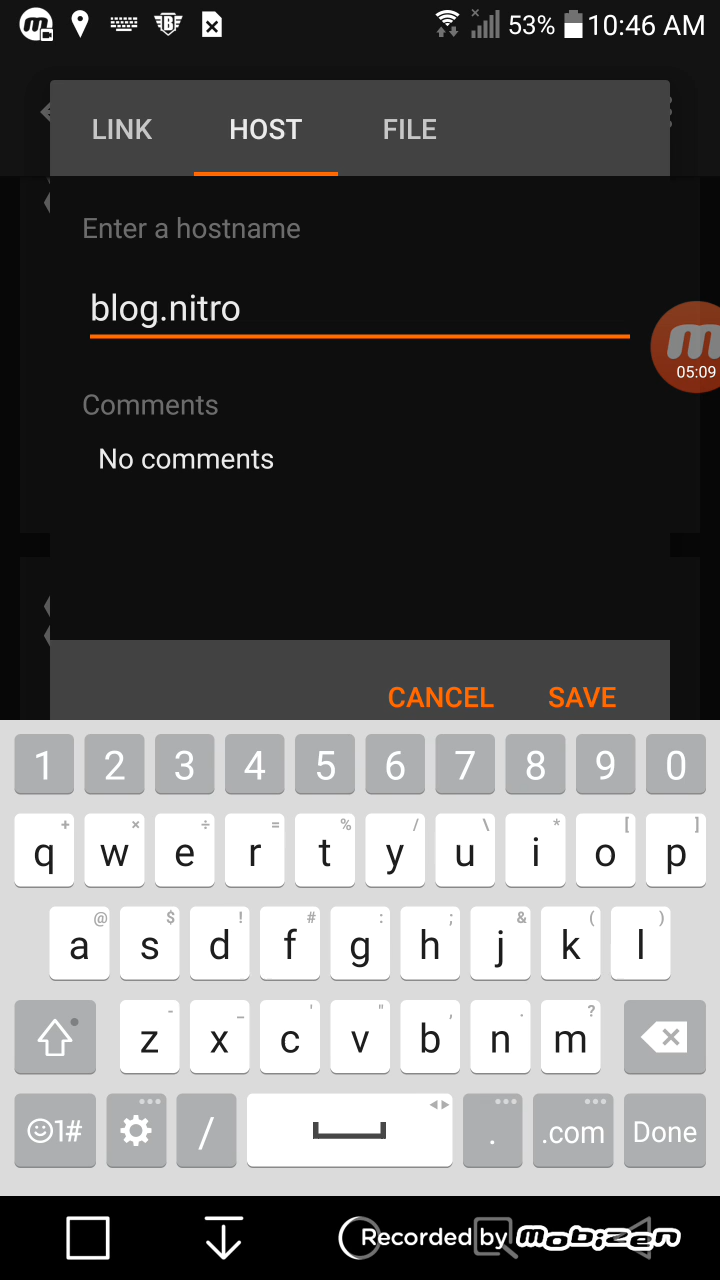 53% 10:46 AM
LINK HOST FILE
Enter a hostname
blog.nitro
05:09
Comments
No comments
CANCEL SAVE
1 2 3 4 5 6 7 8 9 0
+ × ÷ = % / \ * [ ]
q w e r t y u i o p
@ $ ! # : ; & ( )
a s d f g h j k l
- _ ' " , . ?
z x c v b n m
1# / . .com Done
Recorded by mobizen